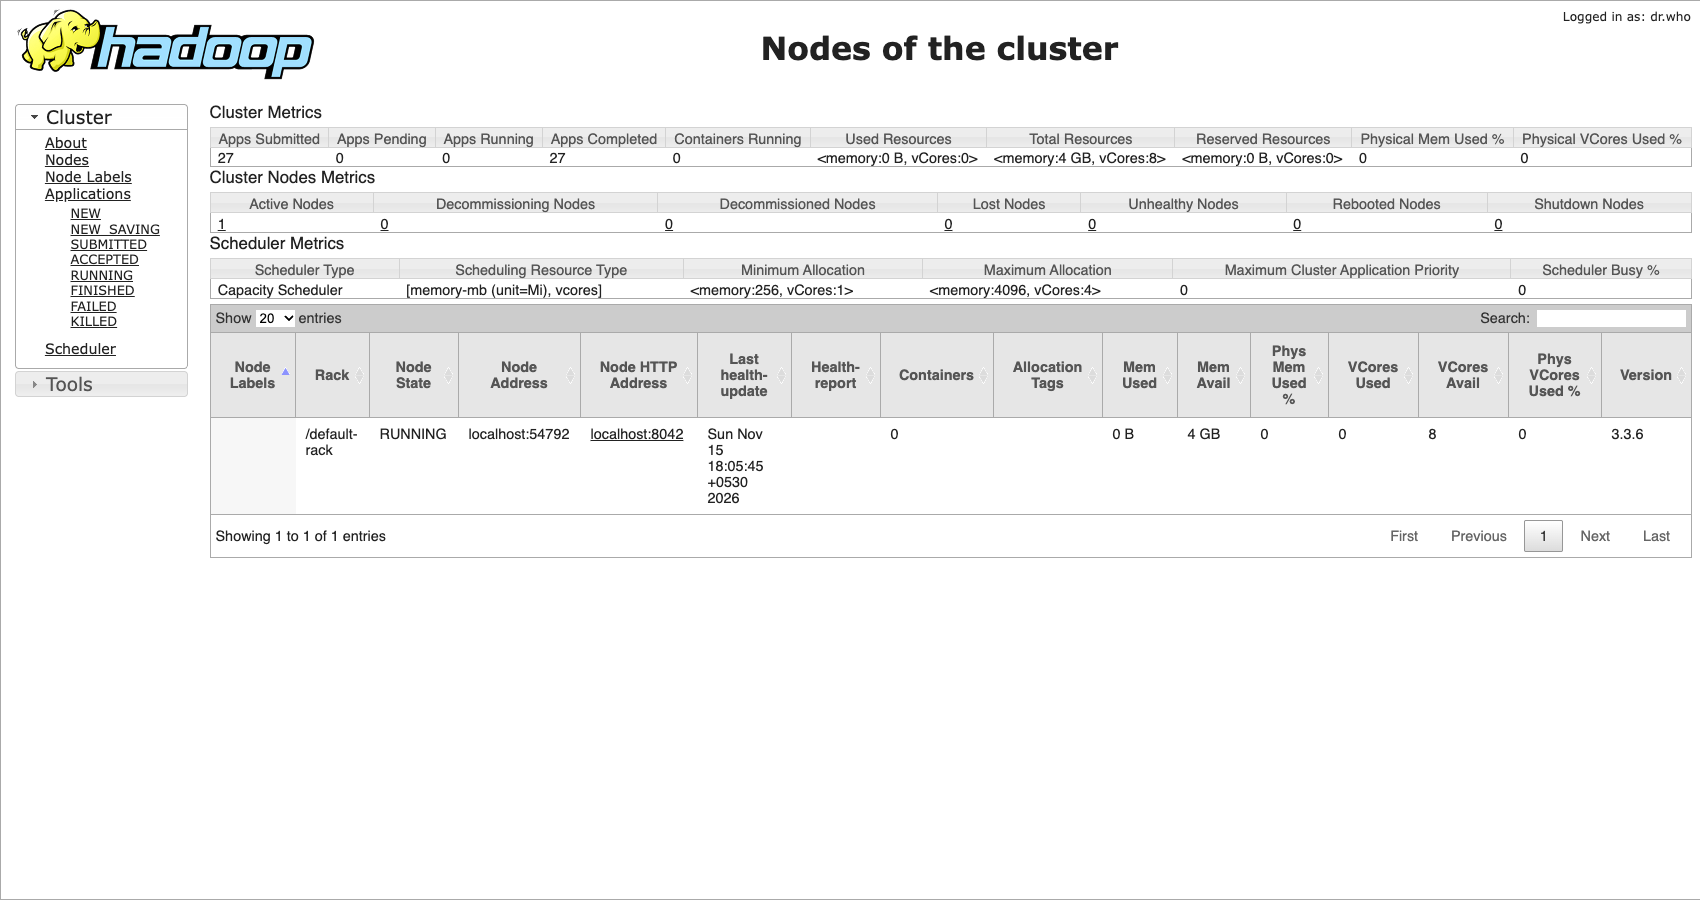 hadoop
Logged in as: dr.who
Nodes of the cluster
Cluster
About
Nodes
Node Labels
Applications
NEW
NEW_SAVING
SUBMITTED
ACCEPTED
RUNNING
FINISHED
FAILED
KILLED
Scheduler
Tools
Cluster Metrics
Apps Submitted Apps Pending Apps Running Apps Completed Containers Running Used Resources Total Resources Reserved Resources Physical Mem Used % Physical VCores Used %
27 0 0 27 0 <memory:0 B, vCores:0> <memory:4 GB, vCores:8> <memory:0 B, vCores:0> 0 0
Cluster Nodes Metrics
Active Nodes Decommissioning Nodes Decommissioned Nodes Lost Nodes Unhealthy Nodes Rebooted Nodes Shutdown Nodes
1 0 0 0 0 0 0
Scheduler Metrics
Scheduler Type Scheduling Resource Type Minimum Allocation Maximum Allocation Maximum Cluster Application Priority Scheduler Busy %
Capacity Scheduler [memory-mb (unit=Mi), vcores] <memory:256, vCores:1> <memory:4096, vCores:4> 0 0
Show 20 entries Search:
Node Labels Rack Node State Node Address Node HTTP Address Last health-update Health-report Containers Allocation Tags Mem Used Mem Avail Phys Mem Used % VCores Used VCores Avail Phys VCores Used % Version
/default-rack RUNNING localhost:54792 localhost:8042 Sun Nov 15 18:05:45 +0530 2026 0 0 B 4 GB 0 0 8 0 3.3.6
Showing 1 to 1 of 1 entries First Previous 1 Next Last